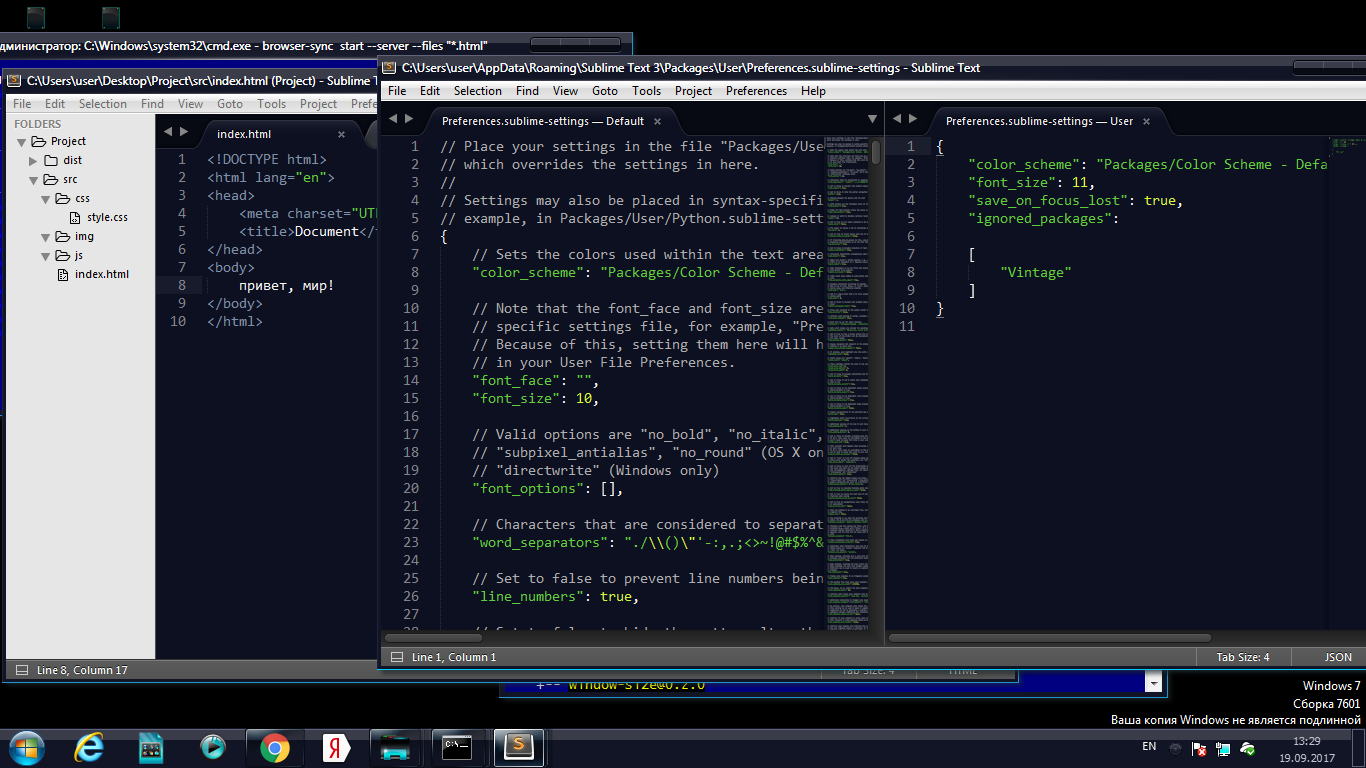 дминистратор: C:\Windows\system32\cmd.exe - browser-sync start --server --files "*.html"
C:\Users\user\Desktop\Project\src\index.html (Project) - Sublime T
File Edit Selection Find View Goto Tools Project Prefe
FOLDERS
Project
dist
src
css
style.css
img
js
index.html
index.html
1 <!DOCTYPE html>
2 <html lang="en">
3 <head>
4 <meta charset="UT
5 <title>Document</
6 </head>
7 <body>
8 привет, мир!
9 </body>
10 </html>
Line 8, Column 17
C:\Users\user\AppData\Roaming\Sublime Text 3\Packages\User\Preferences.sublime-settings - Sublime Text
File Edit Selection Find View Goto Tools Project Preferences Help
Preferences.sublime-settings — Default
1 // Place your settings in the file "Packages/Use
2 // which overrides the settings in here.
3 //
4 // Settings may also be placed in syntax-specifi
5 // example, in Packages/User/Python.sublime-sett
6 {
7 // Sets the colors used within the text area
8 "color_scheme": "Packages/Color Scheme - Def
9
10 // Note that the font_face and font_size are
11 // specific settings file, for example, "Pre
12 // Because of this, setting them here will h
13 // in your User File Preferences.
14 "font_face": "",
15 "font_size": 10,
16
17 // Valid options are "no_bold", "no_italic",
18 // "subpixel_antialias", "no_round" (OS X on
19 // "directwrite" (Windows only)
20 "font_options": [],
21
22 // Characters that are considered to separat
23 "word_separators": "./\\()\"'-:,.;<>~!@#$%^&
24
25 // Set to false to prevent line numbers bein
26 "line_numbers": true,
27
Preferences.sublime-settings — User
1 {
2 "color_scheme": "Packages/Color Scheme - Defa
3 "font_size": 11,
4 "save_on_focus_lost": true,
5 "ignored_packages":
6
7 [
8 "Vintage"
9 ]
10 }
11
Line 1, Column 1
Tab Size: 4 JSON
Tab Size: 4 HTML
+-- window-size@0.2.0
Windows 7
Сборка 7601
Ваша копия Windows не является подлинной
EN
13:29
19.09.2017